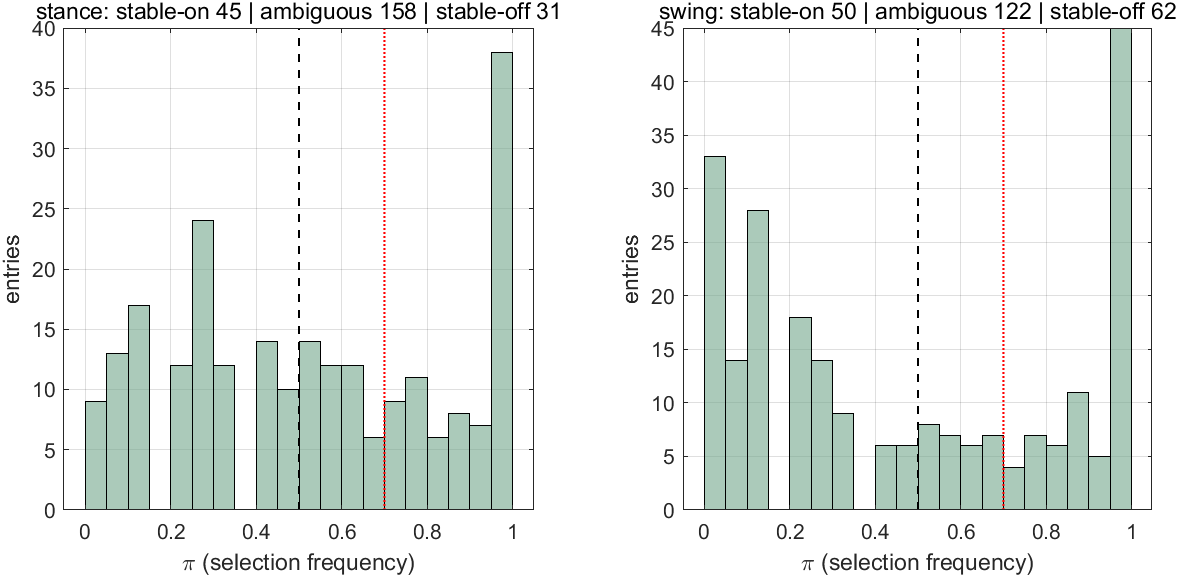 stance: stable-on 45 | ambiguous 158 | stable-off 31
40
35
30
25
20
15
10
5
0
entries
0 0.2 0.4 0.6 0.8 1
π (selection frequency)
swing: stable-on 50 | ambiguous 122 | stable-off 62
45
40
35
30
25
20
15
10
5
0
entries
0 0.2 0.4 0.6 0.8 1
π (selection frequency)